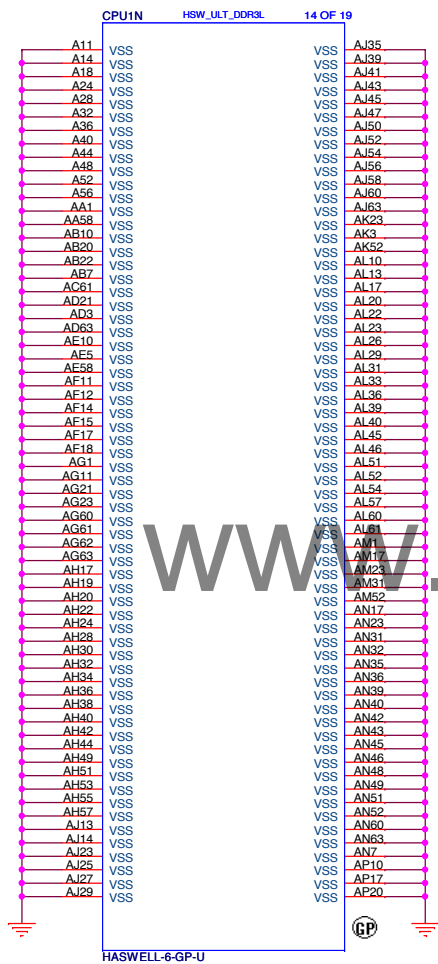 CPU1N HSW_ULT_DDR3L 14 OF 19
A11 VSS VSS AJ35
A14 VSS VSS AJ39
A18 VSS VSS AJ41
A24 VSS VSS AJ43
A28 VSS VSS AJ45
A32 VSS VSS AJ47
A36 VSS VSS AJ50
A40 VSS VSS AJ52
A44 VSS VSS AJ54
A48 VSS VSS AJ56
A52 VSS VSS AJ58
A56 VSS VSS AJ60
AA1 VSS VSS AJ63
AA58 VSS VSS AK23
AB10 VSS VSS AK3
AB20 VSS VSS AK52
AB22 VSS VSS AL10
AB7 VSS VSS AL13
AC61 VSS VSS AL17
AD21 VSS VSS AL20
AD3 VSS VSS AL22
AD63 VSS VSS AL23
AE10 VSS VSS AL26
AE5 VSS VSS AL29
AE58 VSS VSS AL31
AF11 VSS VSS AL33
AF12 VSS VSS AL36
AF14 VSS VSS AL39
AF15 VSS VSS AL40
AF17 VSS VSS AL45
AF18 VSS VSS AL46
AG1 VSS VSS AL51
AG11 VSS VSS AL52
AG21 VSS VSS AL54
AG23 VSS VSS AL57
AG60 VSS VSS AL60
AG61 VSS VSS AL61
AG62 VSS VSS AM1
AG63 VSS VSS AM17
AH17 VSS VSS AM23
AH19 VSS VSS AM31
AH20 VSS VSS AM52
AH22 VSS VSS AN17
AH24 VSS VSS AN23
AH28 VSS VSS AN31
AH30 VSS VSS AN32
AH32 VSS VSS AN35
AH34 VSS VSS AN36
AH36 VSS VSS AN39
AH38 VSS VSS AN40
AH40 VSS VSS AN42
AH42 VSS VSS AN43
AH44 VSS VSS AN45
AH49 VSS VSS AN46
AH51 VSS VSS AN48
AH53 VSS VSS AN49
AH55 VSS VSS AN51
AH57 VSS VSS AN52
AJ13 VSS VSS AN60
AJ14 VSS VSS AN63
AJ23 VSS VSS AN7
AJ25 VSS VSS AP10
AJ27 VSS VSS AP17
AJ29 VSS VSS AP20
www.
GP
HASWELL-6-GP-U